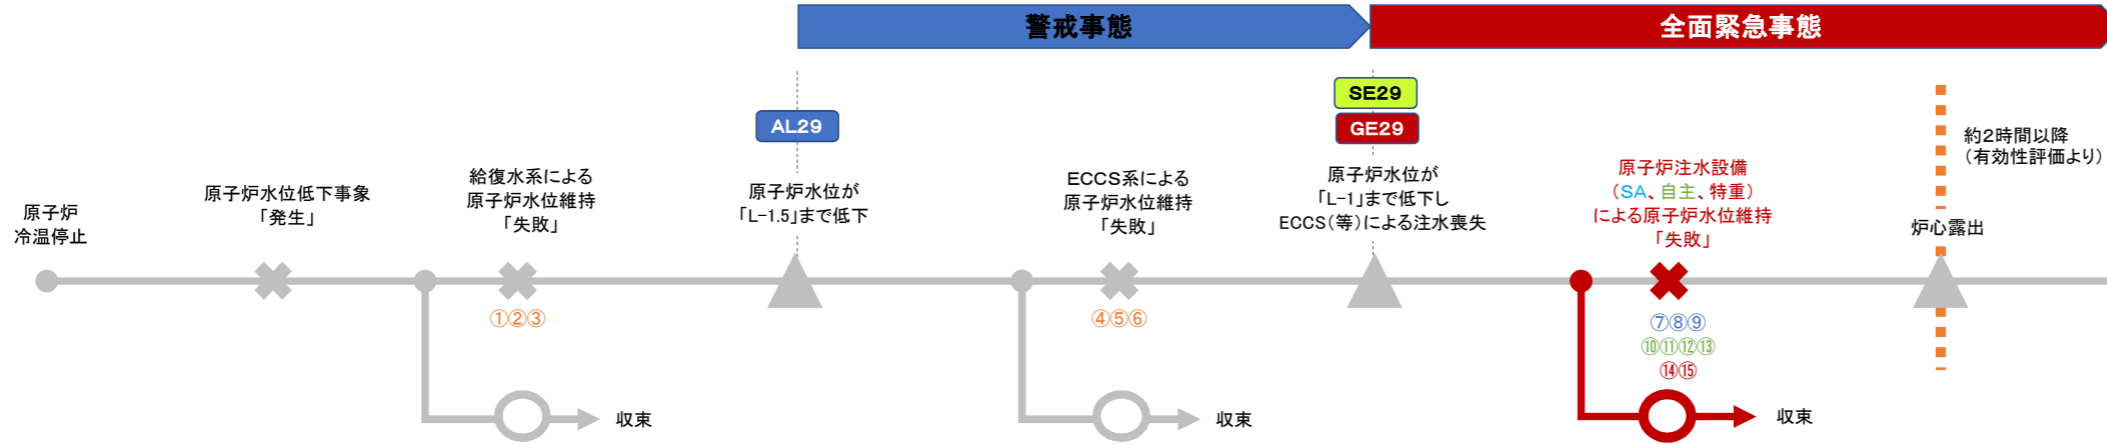 警戒事態
全面緊急事態
AL29
SE29
GE29
原子炉
冷温停止
原子炉水位低下事象
「発生」
給復水系による
原子炉水位維持
「失敗」
①②③
原子炉水位が
「L-1.5」まで低下
ECCS系による
原子炉水位維持
「失敗」
④⑤⑥
原子炉水位が
「L-1」まで低下し
ECCS(等)による注水喪失
原子炉注水設備
(SA、自主、特重)
による原子炉水位維持
「失敗」
⑦⑧⑨
⑩⑪⑫⑬
⑭⑮
約2時間以降
(有効性評価より)
炉心露出
収束
収束
収束